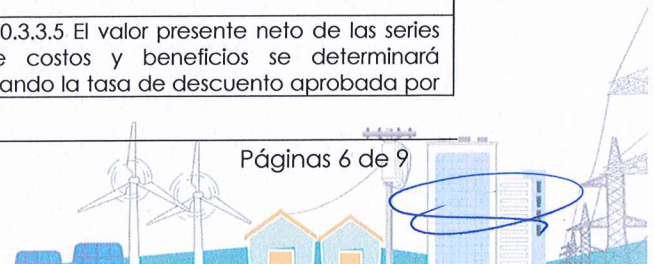 0.3.3.5 El valor presente neto de las series
costos y beneficios se determinará
ando la tasa de descuento aprobada por
Páginas 6 de 9